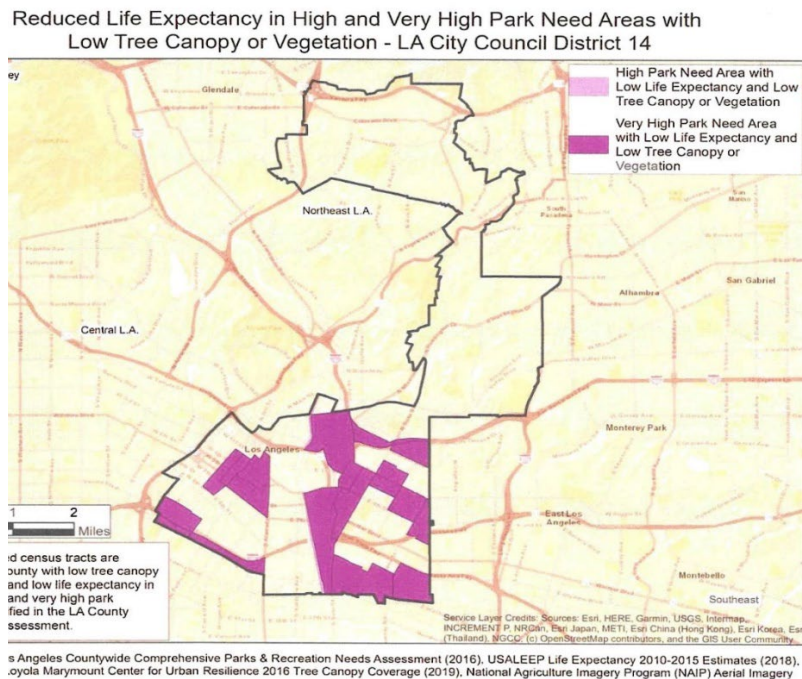 Reduced Life Expectancy in High and Very High Park Need Areas with
Low Tree Canopy or Vegetation - LA City Council District 14
ey
Glendale
High Park Need Area with
Low Life Expectancy and Low
Tree Canopy or Vegetation
Very High Park Need Area
with Low Life Expectancy and
Low Tree Canopy or
Vegetation
Northeast L.A.
South
Pasadena
San
Marino
San Gabriel
Alhambra
Central L.A.
Monterey Park
Los Angeles
1 2
Miles
East Los
Angeles
ed census tracts are
ounty with low tree canopy
and low life expectancy in
and very high park
fied in the LA County
ssessment.
Montebello
Southeast
Service Layer Credits: Sources: Esri, HERE, Garmin, USGS, Intermap,
INCREMENT P, NRCan, Esri Japan, METI, Esri China (Hong Kong), Esri Korea, Esri
(Thailand), NGCC, (c) OpenStreetMap contributors, and the GIS User Community
s Angeles Countywide Comprehensive Parks & Recreation Needs Assessment (2016), USALEEP Life Expectancy 2010-2015 Estimates (2018),
Loyola Marymount Center for Urban Resilience 2016 Tree Canopy Coverage (2019), National Agriculture Imagery Program (NAIP) Aerial Imagery